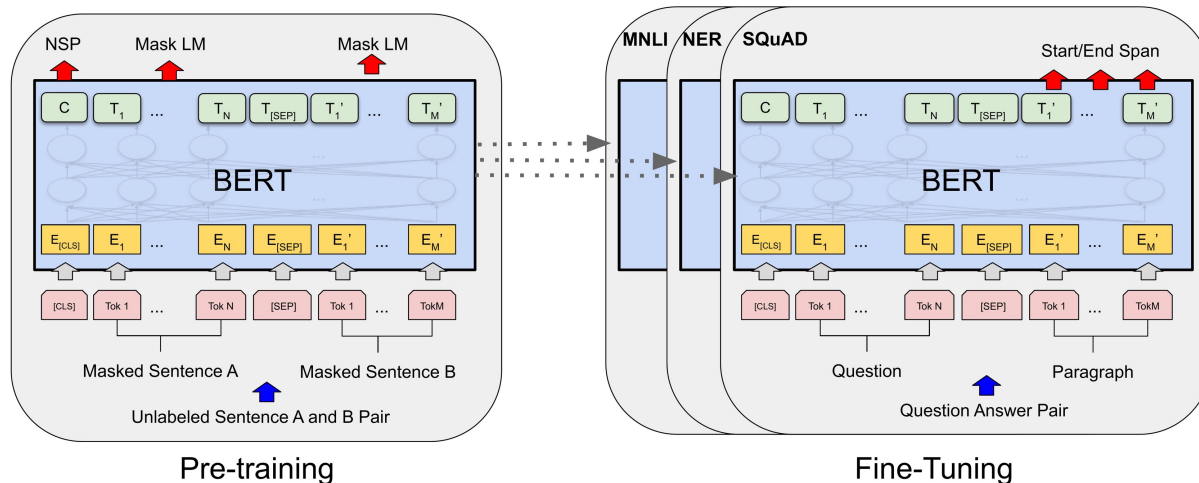 NSP Mask LM Mask LM
C T1 ... TN T[SEP] T1' ... TM'
...
BERT
...
E[CLS] E1 ... EN E[SEP] E1' ... EM'
[CLS] Tok 1 ... Tok N [SEP] Tok 1 ... TokM
Masked Sentence A Masked Sentence B
Unlabeled Sentence A and B Pair
Pre-training
MNLI NER SQuAD
Start/End Span
C T1 ... TN T[SEP] T1' ... TM'
...
BERT
...
E[CLS] E1 ... EN E[SEP] E1' ... EM'
[CLS] Tok 1 ... Tok N [SEP] Tok 1 ... TokM
Question Paragraph
Question Answer Pair
Fine-Tuning